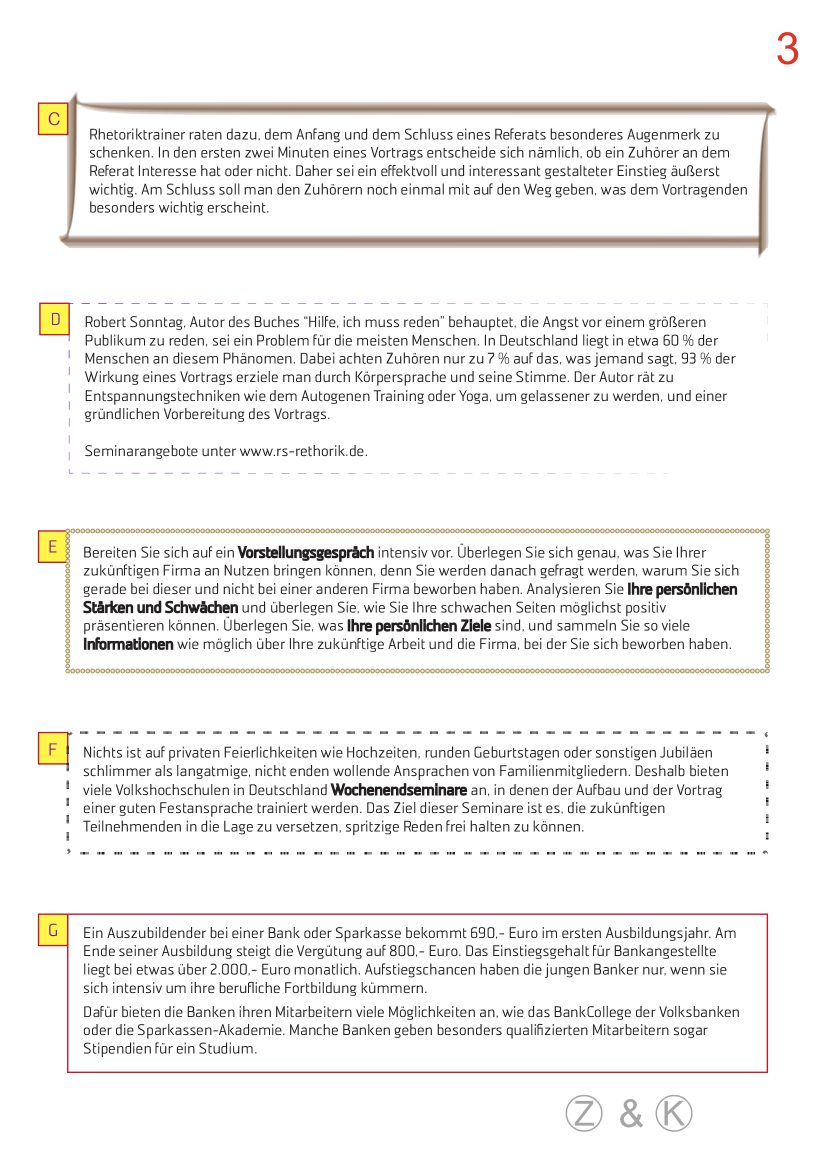 3
C
Rhetoriktrainer raten dazu, dem Anfang und dem Schluss eines Referats besonderes Augenmerk zu
schenken. In den ersten zwei Minuten eines Vortrags entscheide sich nämlich, ob ein Zuhörer an dem
Referat Interesse hat oder nicht. Daher sei ein effektvoll und interessant gestalteter Einstieg äußerst
wichtig. Am Schluss soll man den Zuhörern noch einmal mit auf den Weg geben, was dem Vortragenden
besonders wichtig erscheint.
D
Robert Sonntag, Autor des Buches "Hilfe, ich muss reden" behauptet, die Angst vor einem größeren
Publikum zu reden, sei ein Problem für die meisten Menschen. In Deutschland liegt in etwa 60 % der
Menschen an diesem Phänomen. Dabei achten Zuhören nur zu 7 % auf das, was jemand sagt, 93 % der
Wirkung eines Vortrags erziele man durch Körpersprache und seine Stimme. Der Autor rät zu
Entspannungstechniken wie dem Autogenen Training oder Yoga, um gelassener zu werden, und einer
gründlichen Vorbereitung des Vortrags.
Seminarangebote unter www.rs-rethorik.de.
E
Bereiten Sie sich auf ein Vorstellungsgespräch intensiv vor. Überlegen Sie sich genau, was Sie Ihrer
zukünftigen Firma an Nutzen bringen können, denn Sie werden danach gefragt werden, warum Sie sich
gerade bei dieser und nicht bei einer anderen Firma beworben haben. Analysieren Sie Ihre persönlichen
Stärken und Schwächen und überlegen Sie, wie Sie Ihre schwachen Seiten möglichst positiv
präsentieren können. Überlegen Sie, was Ihre persönlichen Ziele sind, und sammeln Sie so viele
Informationen wie möglich über Ihre zukünftige Arbeit und die Firma, bei der Sie sich beworben haben.
F
Nichts ist auf privaten Feierlichkeiten wie Hochzeiten, runden Geburtstagen oder sonstigen Jubiläen
schlimmer als langatmige, nicht enden wollende Ansprachen von Familienmitgliedern. Deshalb bieten
viele Volkshochschulen in Deutschland Wochenendseminare an, in denen der Aufbau und der Vortrag
einer guten Festansprache trainiert werden. Das Ziel dieser Seminare ist es, die zukünftigen
Teilnehmenden in die Lage zu versetzen, spritzige Reden frei halten zu können.
G
Ein Auszubildender bei einer Bank oder Sparkasse bekommt 690,- Euro im ersten Ausbildungsjahr. Am
Ende seiner Ausbildung steigt die Vergütung auf 800,- Euro. Das Einstiegsgehalt für Bankangestellte
liegt bei etwas über 2.000,- Euro monatlich. Aufstiegschancen haben die jungen Banker nur, wenn sie
sich intensiv um ihre berufliche Fortbildung kümmern.
Dafür bieten die Banken ihren Mitarbeitern viele Möglichkeiten an, wie das BankCollege der Volksbanken
oder die Sparkassen-Akademie. Manche Banken geben besonders qualifizierten Mitarbeitern sogar
Stipendien für ein Studium.
Z & K